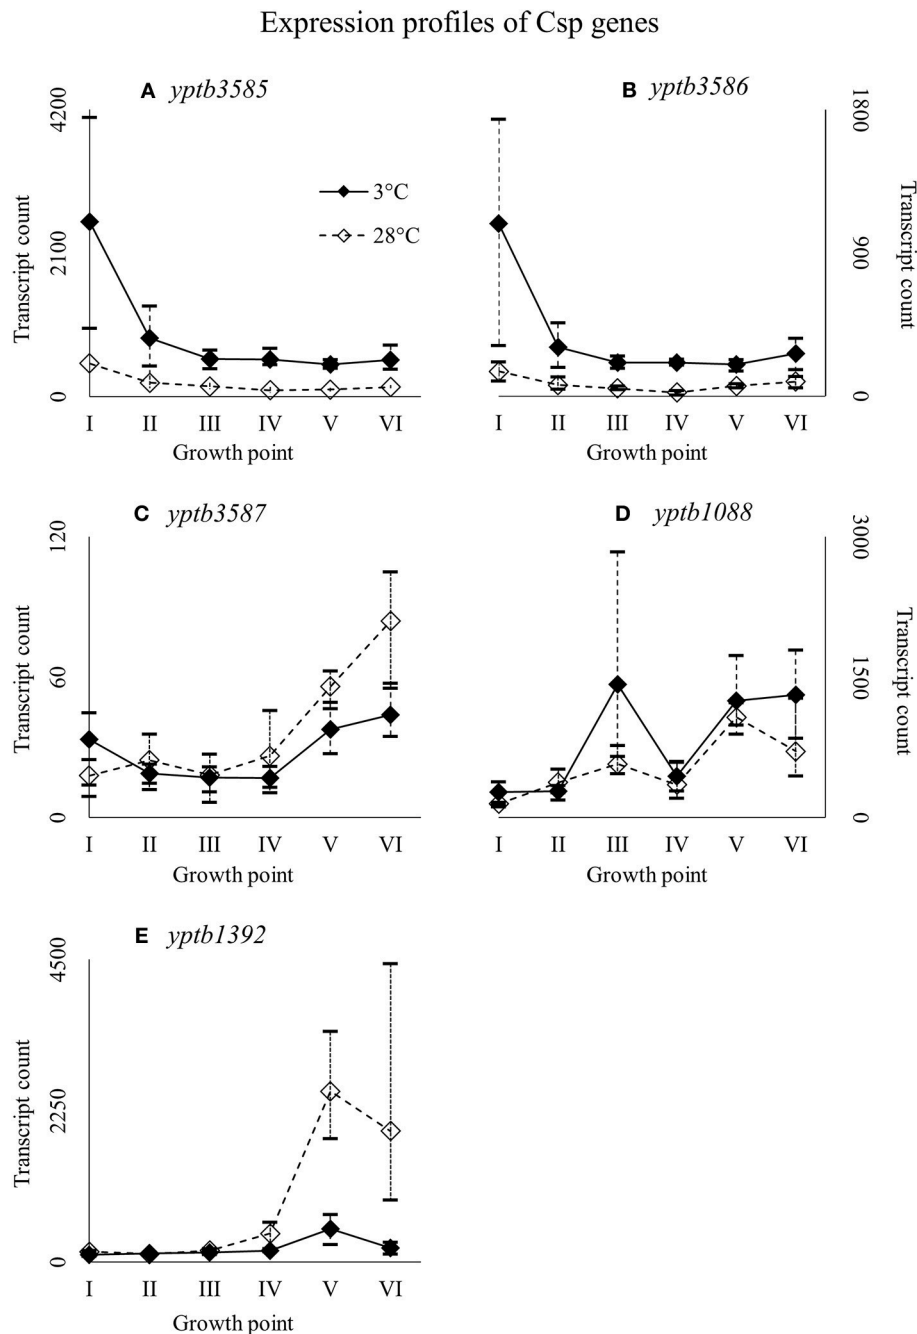 Expression profiles of Csp genes
A yptb3585
4200
2100
0
Transcript count
3°C
28°C
I II III IV V VI
Growth point
B yptb3586
1800
900
0
Transcript count
I II III IV V VI
Growth point
C yptb3587
120
60
0
Transcript count
I II III IV V VI
Growth point
D yptb1088
3000
1500
0
Transcript count
I II III IV V VI
Growth point
E yptb1392
4500
2250
0
Transcript count
I II III IV V VI
Growth point